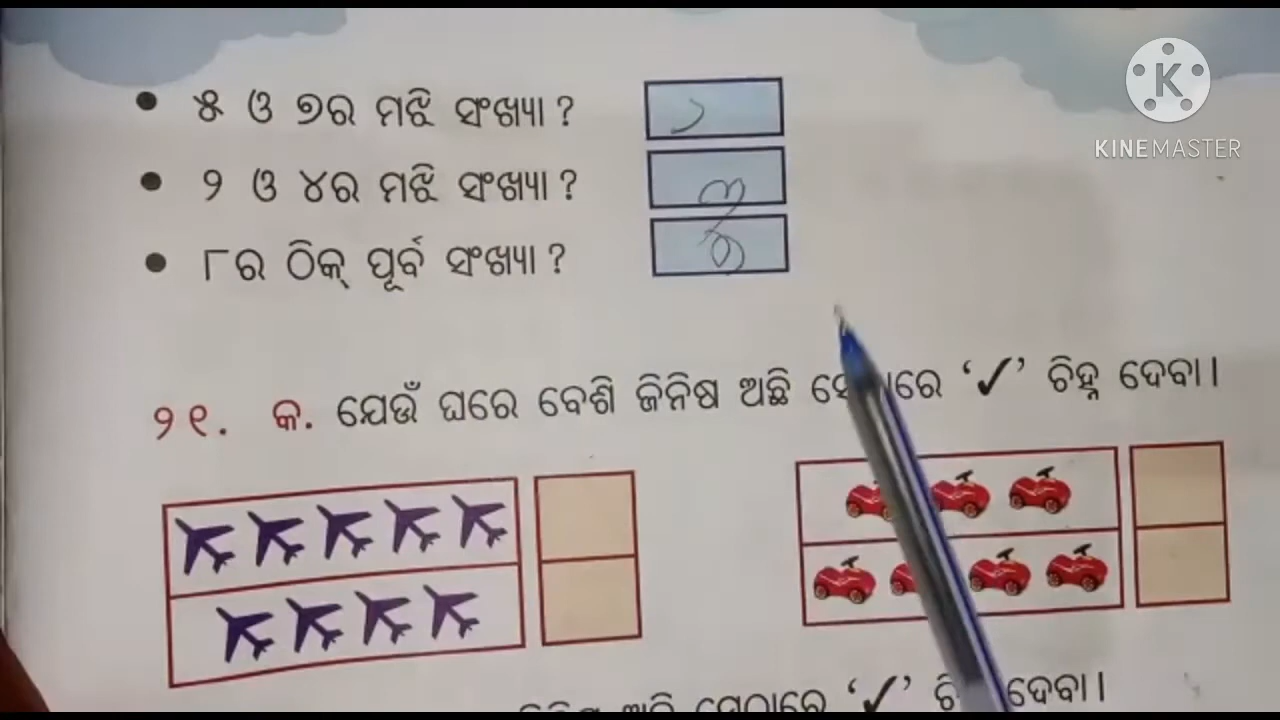 K
KINEMASTER
• ୫ ଓ ୭ର ମଝି ସଂଖ୍ୟା ?
• ୨ ଓ ୪ର ମଝି ସଂଖ୍ୟା ?
• ୮ର ଠିକ୍ ପୂର୍ବ ସଂଖ୍ୟା ?
୨୧. କ. ଯେଉଁ ଘରେ ବେଶି ଜିନିଷ ଅଛି '✓' ଚିହ୍ନ ଦେବା।
'✓' ଦେବା।